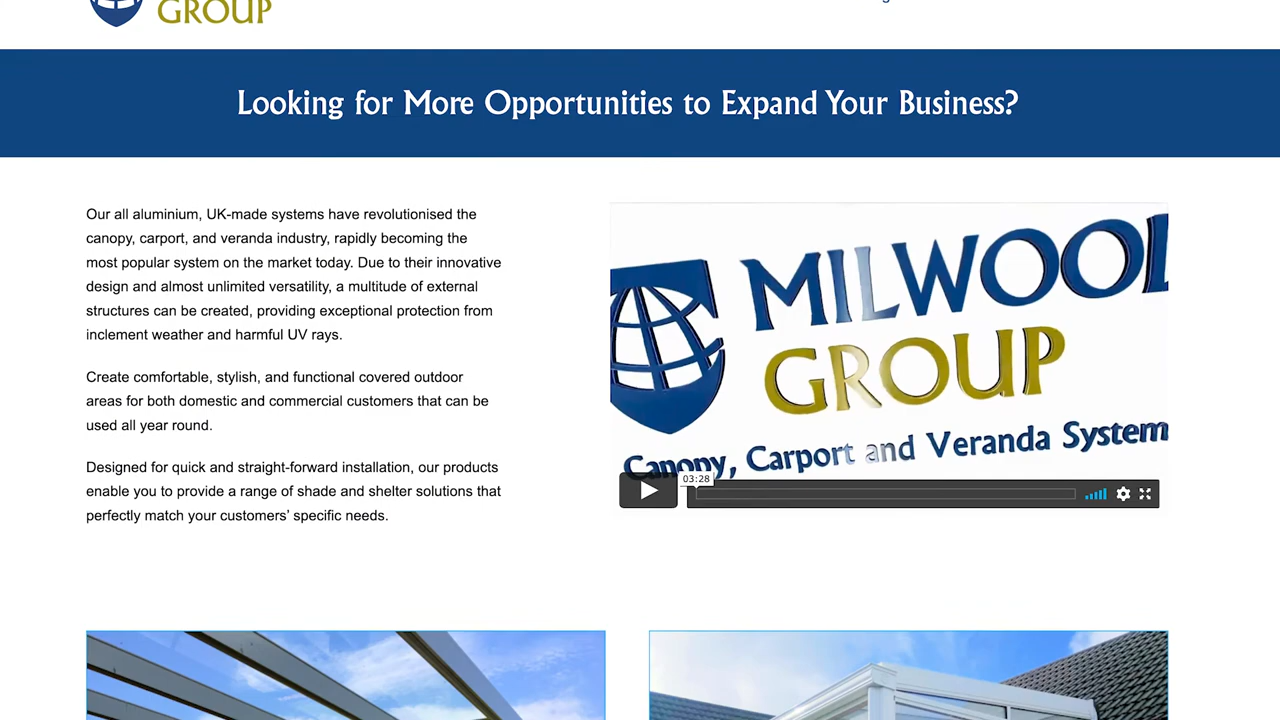 GROUP
Looking for More Opportunities to Expand Your Business?
Our all aluminium, UK-made systems have revolutionised the
canopy, carport, and veranda industry, rapidly becoming the
most popular system on the market today. Due to their innovative
design and almost unlimited versatility, a multitude of external
structures can be created, providing exceptional protection from
inclement weather and harmful UV rays.
Create comfortable, stylish, and functional covered outdoor
areas for both domestic and commercial customers that can be
used all year round.
Designed for quick and straight-forward installation, our products
enable you to provide a range of shade and shelter solutions that
perfectly match your customers’ specific needs.
MILWOOD
GROUP
Canopy, Carport and Veranda System
03:28